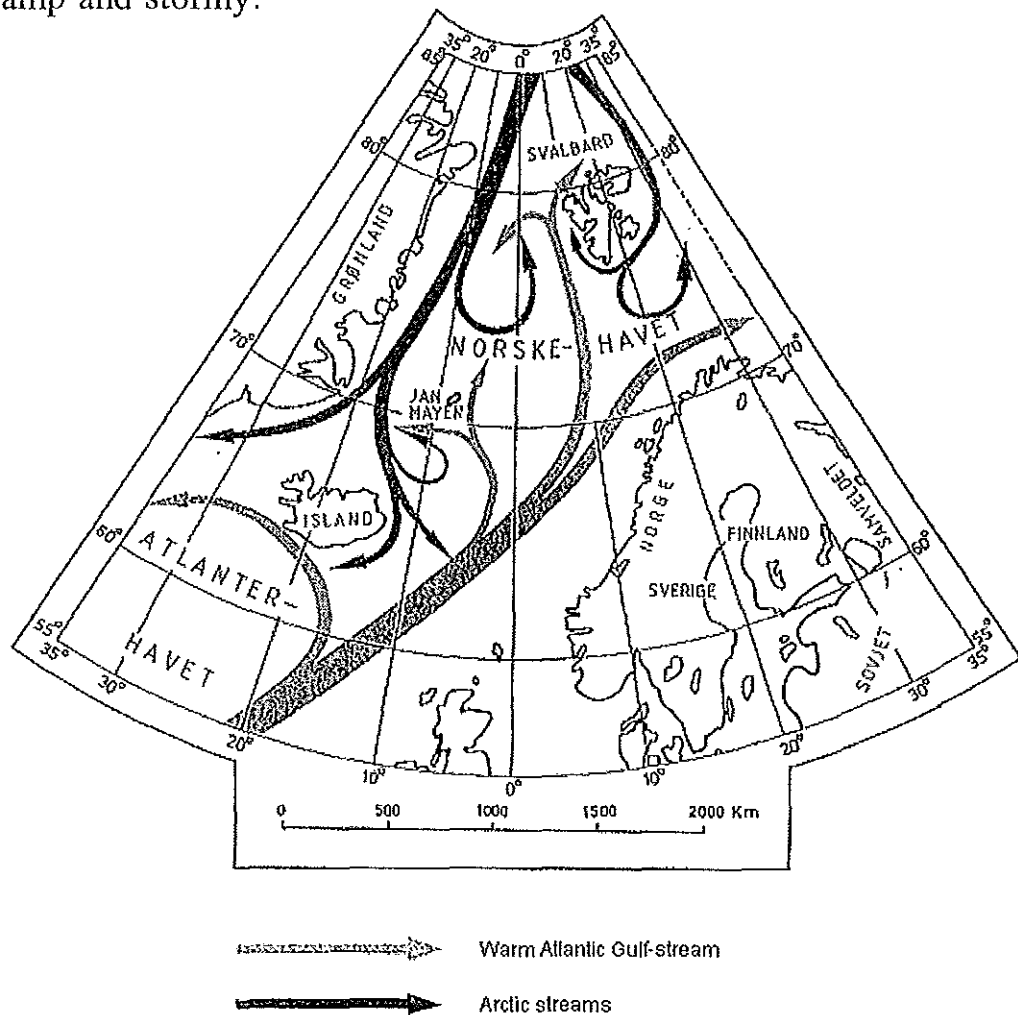 amp and stormy.
35° 20° 0° 20° 35°
85° 85°
80° 80°
SVALBARD
GRØNLAND
70° 70°
NORSKE-HAVET
JAN
MAYEN
ISLAND
NORGE
FINNLAND
SVERIGE
SAMVELDET
SOVJET
60° 60°
ATLANTER-
HAVET
55° 55°
35° 35°
30° 30°
20° 20°
10° 0° 10°
0 500 1000 1500 2000 Km
Warm Atlantic Gulf-stream
Arctic streams